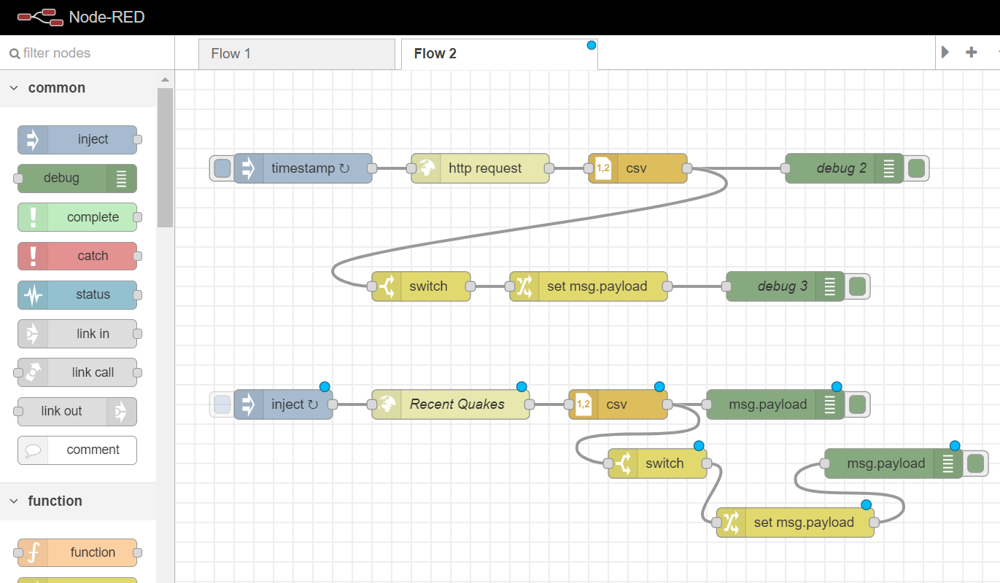 Node-RED
filter nodes
Flow 1
Flow 2
common
inject
debug
complete
catch
status
link in
link call
link out
comment
function
function
timestamp ↻
http request
1,2
csv
debug 2
switch
set msg.payload
debug 3
inject ↻
Recent Quakes
1,2
csv
msg.payload
switch
msg.payload
set msg.payload